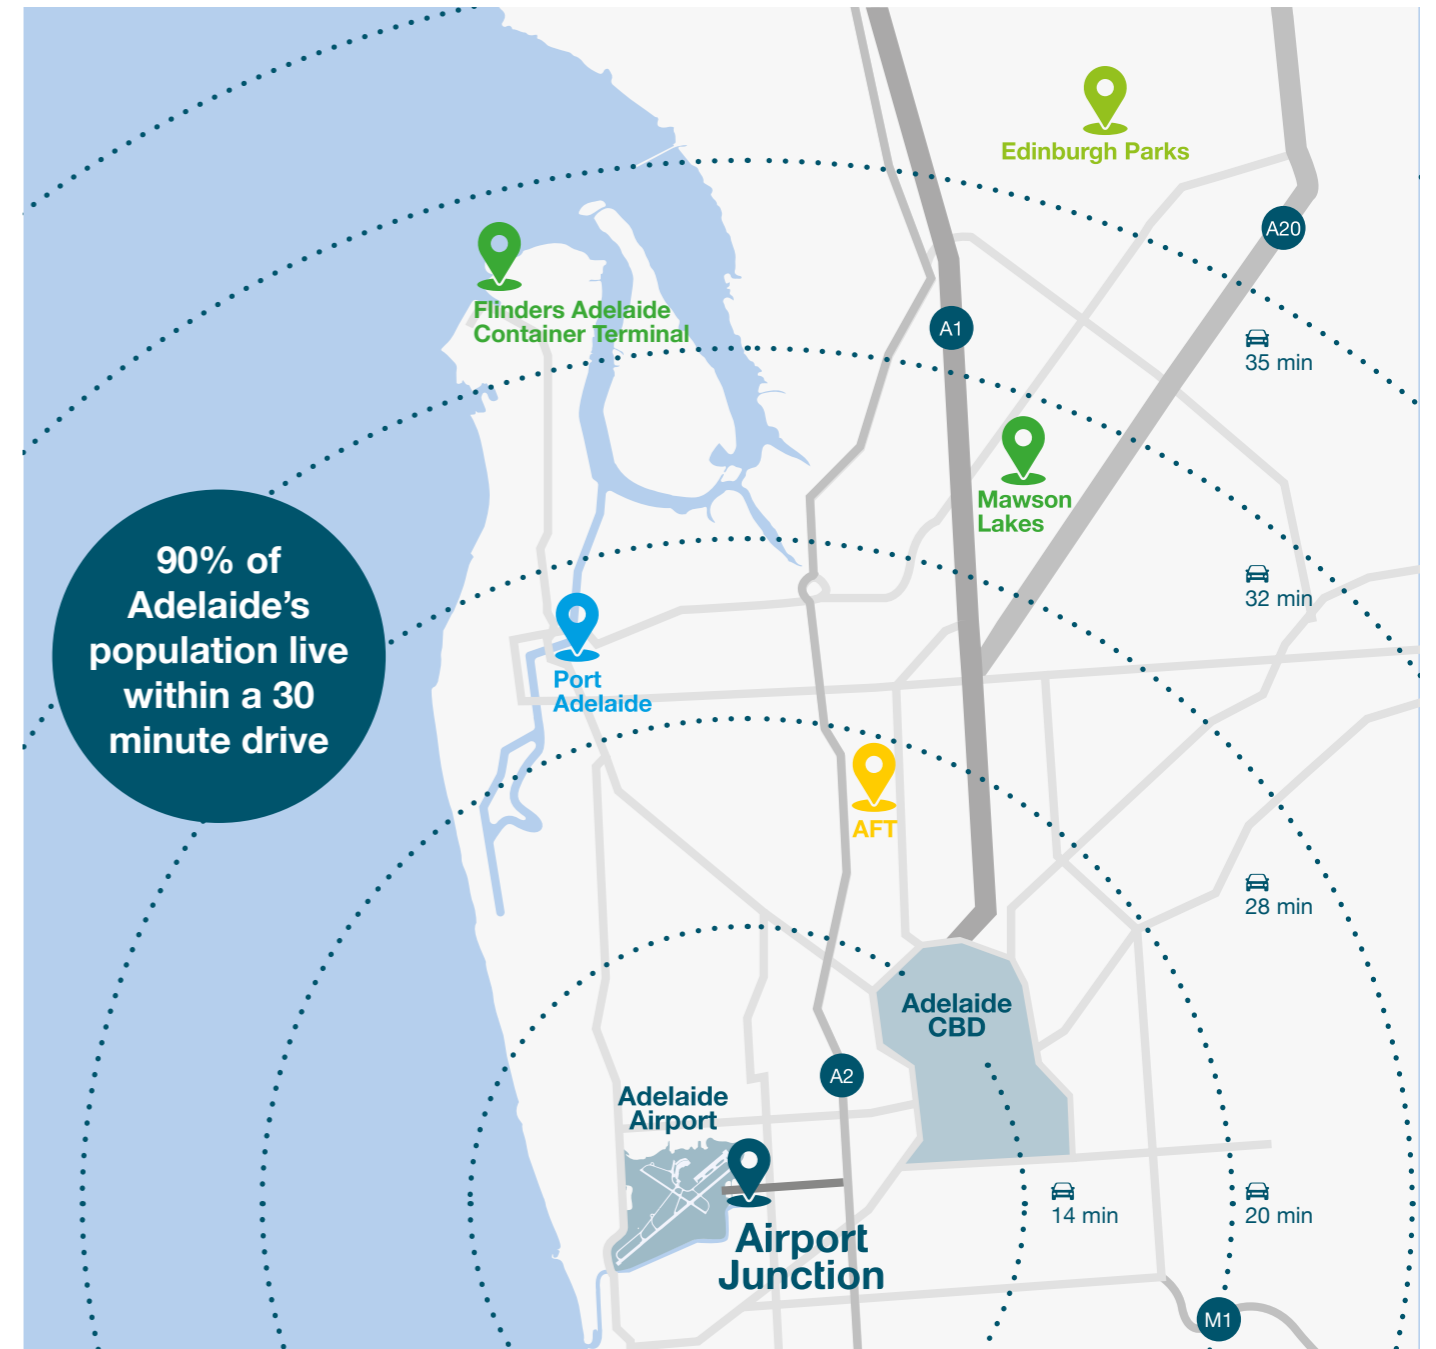 Edinburgh Parks
A20
Flinders Adelaide
Container Terminal
A1
35 min
Mawson
Lakes
90% of
Adelaide’s
population live
within a 30
minute drive
32 min
Port
Adelaide
AFT
28 min
Adelaide
CBD
A2
Adelaide
Airport
14 min
20 min
Airport
Junction
M1